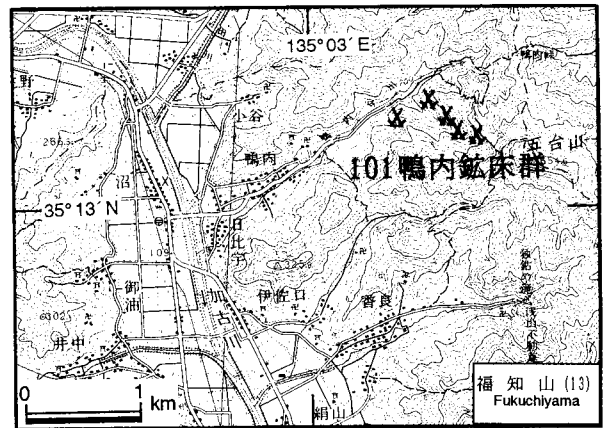 135°03′E
小谷
鴨内
五台山
101鴨内鉱床群
沼
35°13′N
日比宇
109
御油
加古
伊佐口
香良
井中
絹山
0 1 km
福知山 (13)
Fukuchiyama